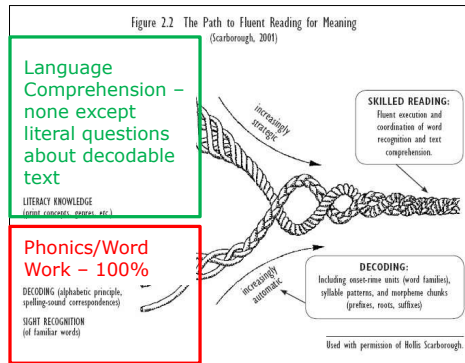 Figure 2.2 The Path to Fluent Reading for Meaning
(Scarborough, 2001)
Language
Comprehension –
none except
literal questions
about decodable
text
LITERACY KNOWLEDGE
(print concepts, genres, etc.)
Phonics/Word
Work – 100%
DECODING (alphabetic principle,
spelling-sound correspondences)
SIGHT RECOGNITION
(of familiar words)
increasingly
strategic
increasingly
automatic
SKILLED READING:
Fluent execution and
coordination of word
recognition and text
comprehension.
DECODING:
Including onset-rime units (word families),
syllable patterns, and morpheme chunks
(prefixes, roots, suffixes)
Used with permission of Hollis Scarborough.